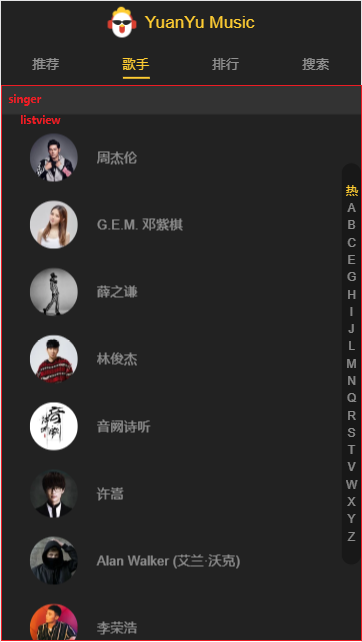 YuanYu Music
推荐 歌手 排行 搜索
singer
listview
周杰伦
G.E.M. 邓紫棋
薛之谦
林俊杰
音阙诗听
许嵩
Alan Walker (艾兰·沃克)
李荣浩
热
A
B
C
E
G
H
I
J
L
M
N
Q
R
S
T
V
W
X
Y
Z